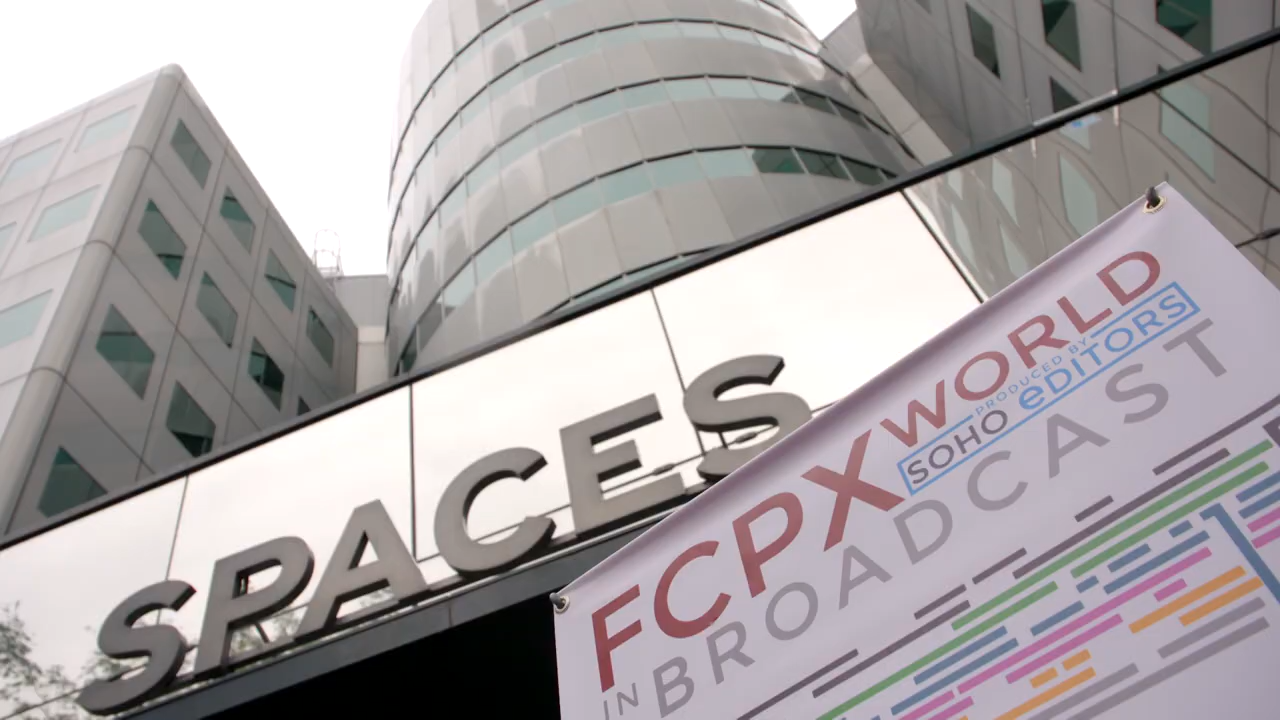 SPACES
FCPX WORLD
PRODUCED BY
SOHO eDITORS
IN BROADCAST